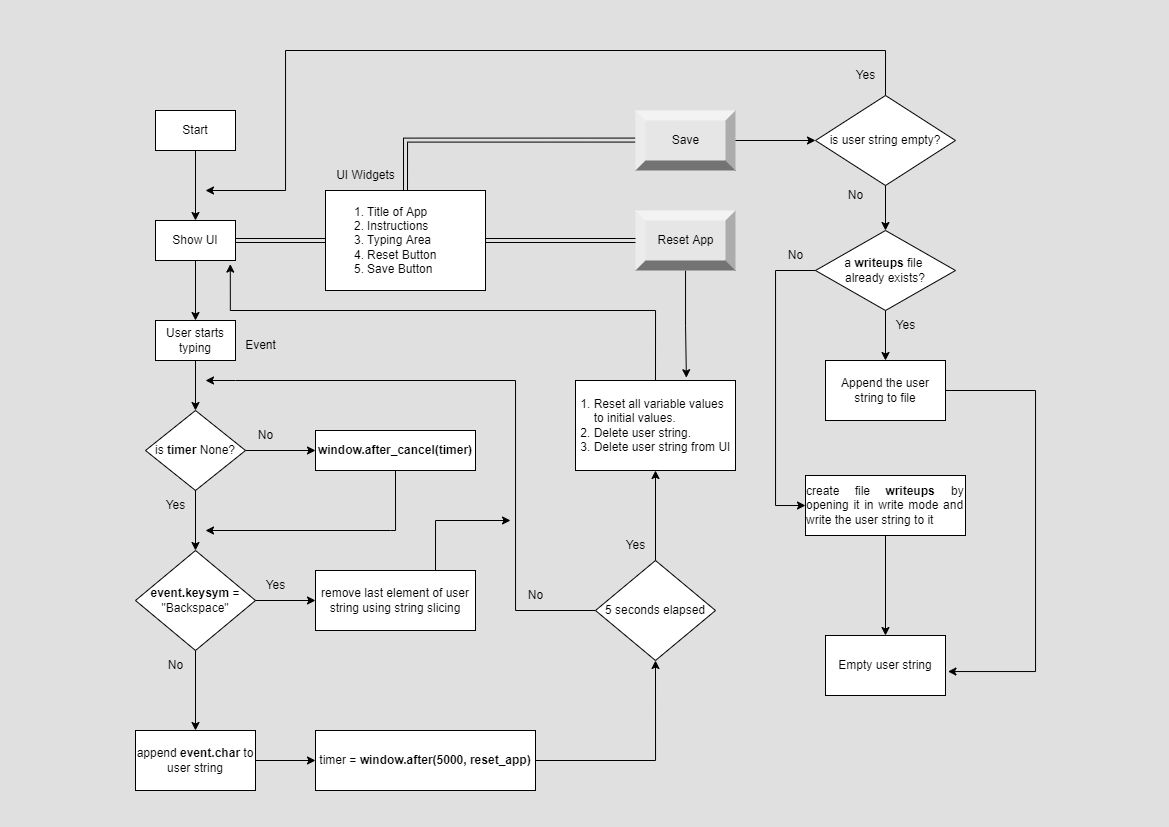 Yes
Start
Save
is user string empty?
UI Widgets
No
1. Title of App
2. Instructions
3. Typing Area
4. Reset Button
5. Save Button
Show UI
Reset App
No
a writeups file
already exists?
Yes
User starts
typing
Event
Append the user
string to file
1. Reset all variable values
to initial values.
2. Delete user string.
3. Delete user string from UI
No
is timer None?
window.after_cancel(timer)
Yes
create file writeups by
opening it in write mode and
write the user string to it
Yes
event.keysym =
"Backspace"
Yes
remove last element of user
string using string slicing
No
5 seconds elapsed
No
Empty user string
append event.char to
user string
timer = window.after(5000, reset_app)